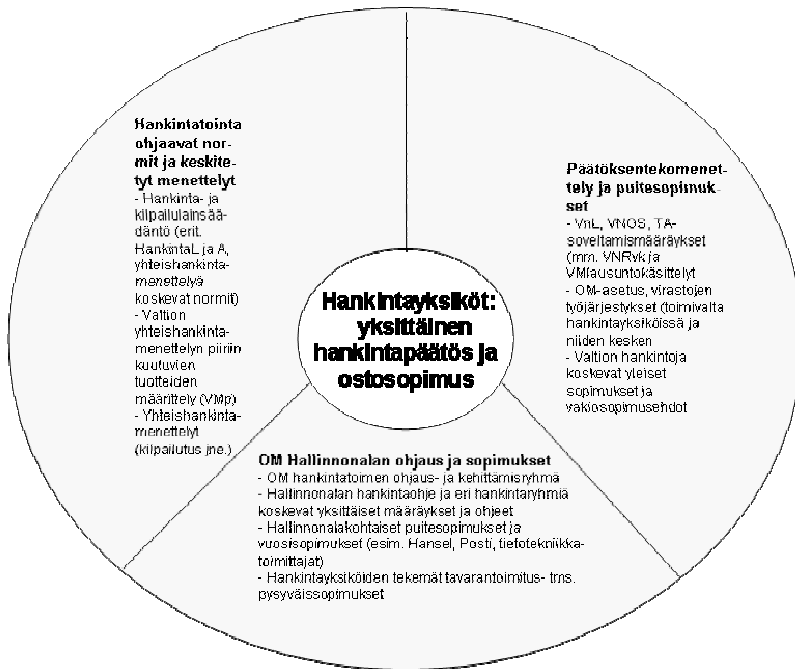 Hankintatointa
ohjaavat nor-
mit ja keskite-
tyt menettelyt
- Hankinta- ja
kilpailulainsää-
däntö (erit.
HankintaL ja A,
yhteishankinta-
menettelyä
koskevat normit)
- Valtion
yhteishankinta-
menettelyn piiriin
kuuluvien
tuotteiden
määrittely (VMp)
- Yhteishankinta-
menettelyt
(kilpailutus jne.)
Hankintayksiköt:
yksittäinen
hankintapäätös ja
ostosopimus
Päätöksentekomenet-
tely ja puitesopimuk-
set
- VnL, VNOS, TA-
soveltamismääräykset
(mm. VNRvk ja
VMlausuntokäsittelyt
- OM-asetus, virastojen
työjärjestykset (toimivalta
hankintayksiköissä ja
niiden kesken
- Valtion hankintoja
koskevat yleiset
sopimukset ja
vakiosopimusehdot
OM Hallinnonalan ohjaus ja sopimukset
- OM hankintatoimen ohjaus- ja kehittämisryhmä
- Hallinnonalan hankintaohje ja eri hankintaryhmiä
koskevat yksittäiset määräykset ja ohjeet
- Hallinnonalakohtaiset puitesopimukset ja
vuosisopimukset (esim. Hansel, Posti, tietotekniikka-
toimittajat)
- Hankintayksiköiden tekemät tavarantoimitus- tms.
pysyväissopimukset